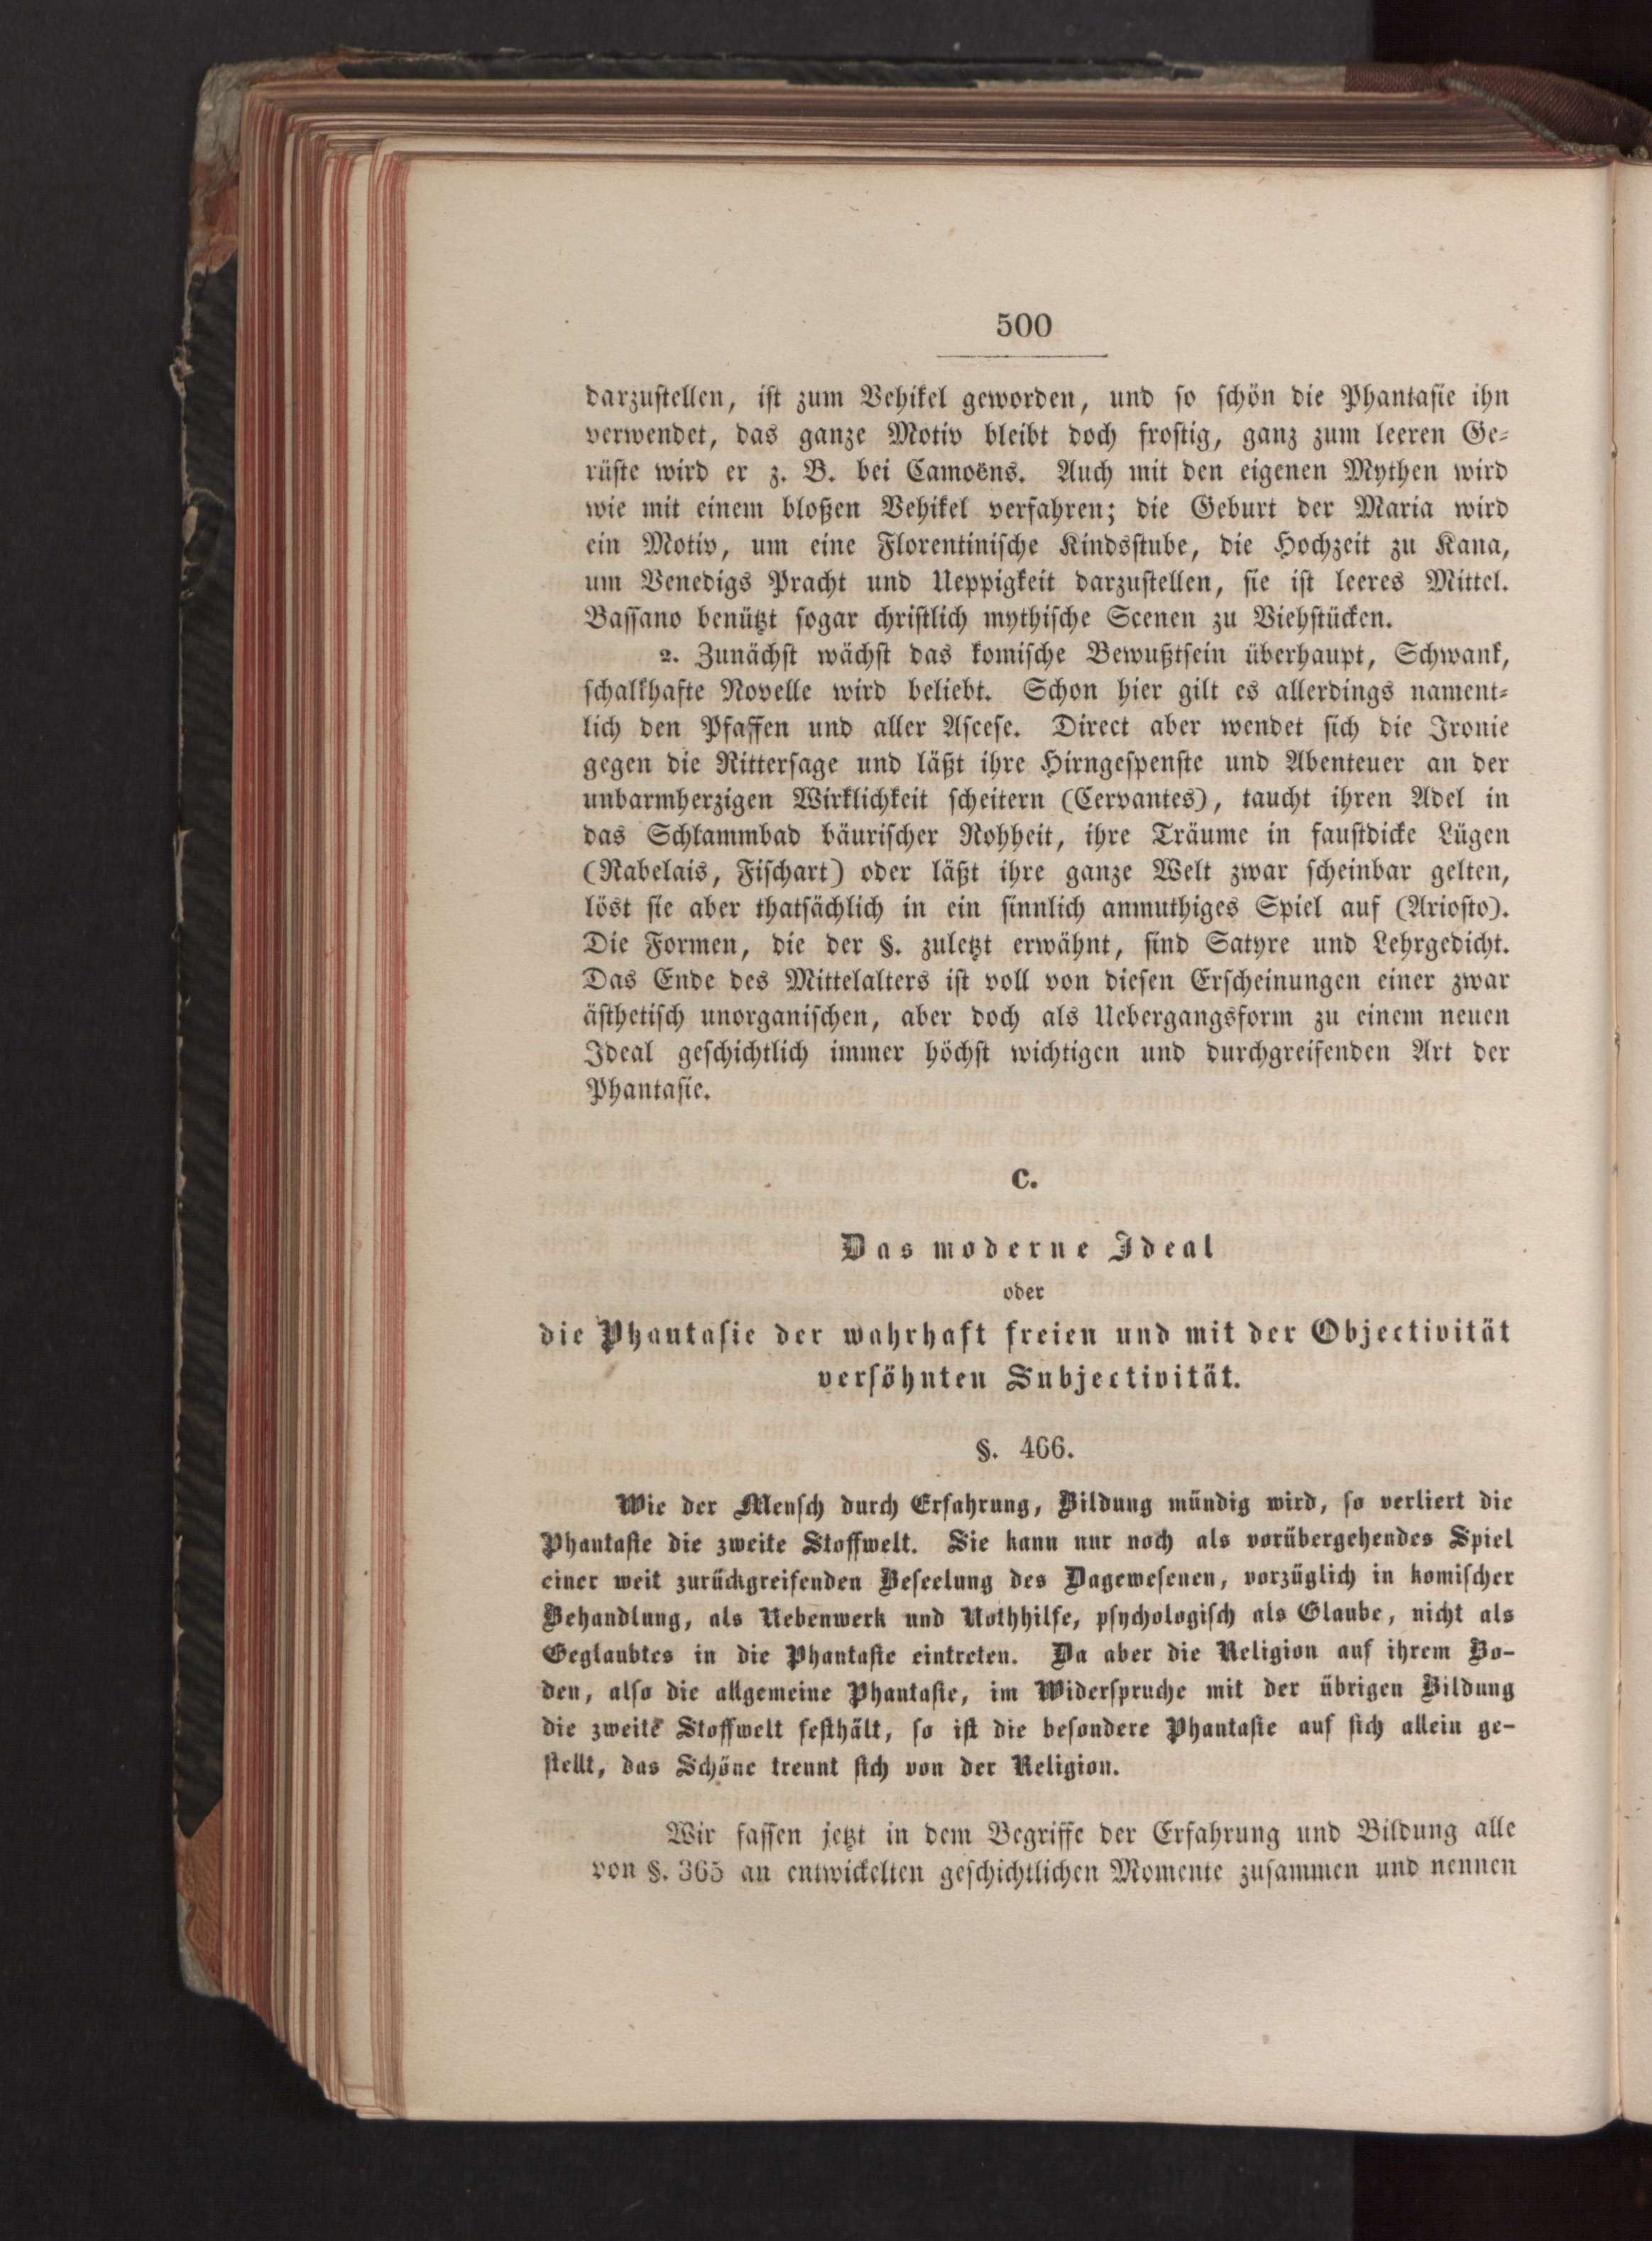 500
darzustellen, ist zum Vehikel geworden, und so schön die Phantasie ihn
verwendet, das ganze Motiv bleibt doch frostig, ganz zum leeren Ge-
rüste wird er z. B. bei Camoëns. Auch mit den eigenen Mythen wird
wie mit einem bloßen Vehikel verfahren; die Geburt der Maria wird
ein Motiv, um eine Florentinische Kindsstube, die Hochzeit zu Kana,
um Venedigs Pracht und Ueppigkeit darzustellen, sie ist leeres Mittel.
Bassano benützt sogar christlich mythische Scenen zu Viehstücken.
2. Zunächst wächst das komische Bewußtsein überhaupt, Schwank,
schalkhafte Novelle wird beliebt. Schon hier gilt es allerdings nament-
lich den Pfaffen und aller Ascese. Direct aber wendet sich die Ironie
gegen die Rittersage und läßt ihre Hirngespenste und Abenteuer an der
unbarmherzigen Wirklichkeit scheitern (Cervantes), taucht ihren Adel in
das Schlammbad bäurischer Rohheit, ihre Träume in faustdicke Lügen
(Rabelais, Fischart) oder läßt ihre ganze Welt zwar scheinbar gelten,
löst sie aber thatsächlich in ein sinnlich anmuthiges Spiel auf (Ariosto).
Die Formen, die der §. zuletzt erwähnt, sind Satyre und Lehrgedicht.
Das Ende des Mittelalters ist voll von diesen Erscheinungen einer zwar
ästhetisch unorganischen, aber doch als Uebergangsform zu einem neuen
Ideal geschichtlich immer höchst wichtigen und durchgreifenden Art der
Phantasie.
C.
Das moderne Ideal
oder
die Phantasie der wahrhaft freien und mit der Objectivität
versöhnten Subjectivität.
§. 466.
Wie der Mensch durch Erfahrung, Bildung mündig wird, so verliert die
Phantasie die zweite Stoffwelt. Sie kann nur noch als vorübergehendes Spiel
einer weit zurückgreifenden Beseelung des Dagewesenen, vorzüglich in komischer
Behandlung, als Nebenwerk und Nothhilfe, psychologisch als Glaube, nicht als
Geglaubtes in die Phantasie eintreten. Da aber die Religion auf ihrem Bo-
den, also die allgemeine Phantasie, im Widerspruche mit der übrigen Bildung
die zweite Stoffwelt festhält, so ist die besondere Phantasie auf sich allein ge-
stellt, das Schöne trennt sich von der Religion.
Wir fassen jetzt in dem Begriffe der Erfahrung und Bildung alle
von §. 365 an entwickelten geschichtlichen Momente zusammen und nennen